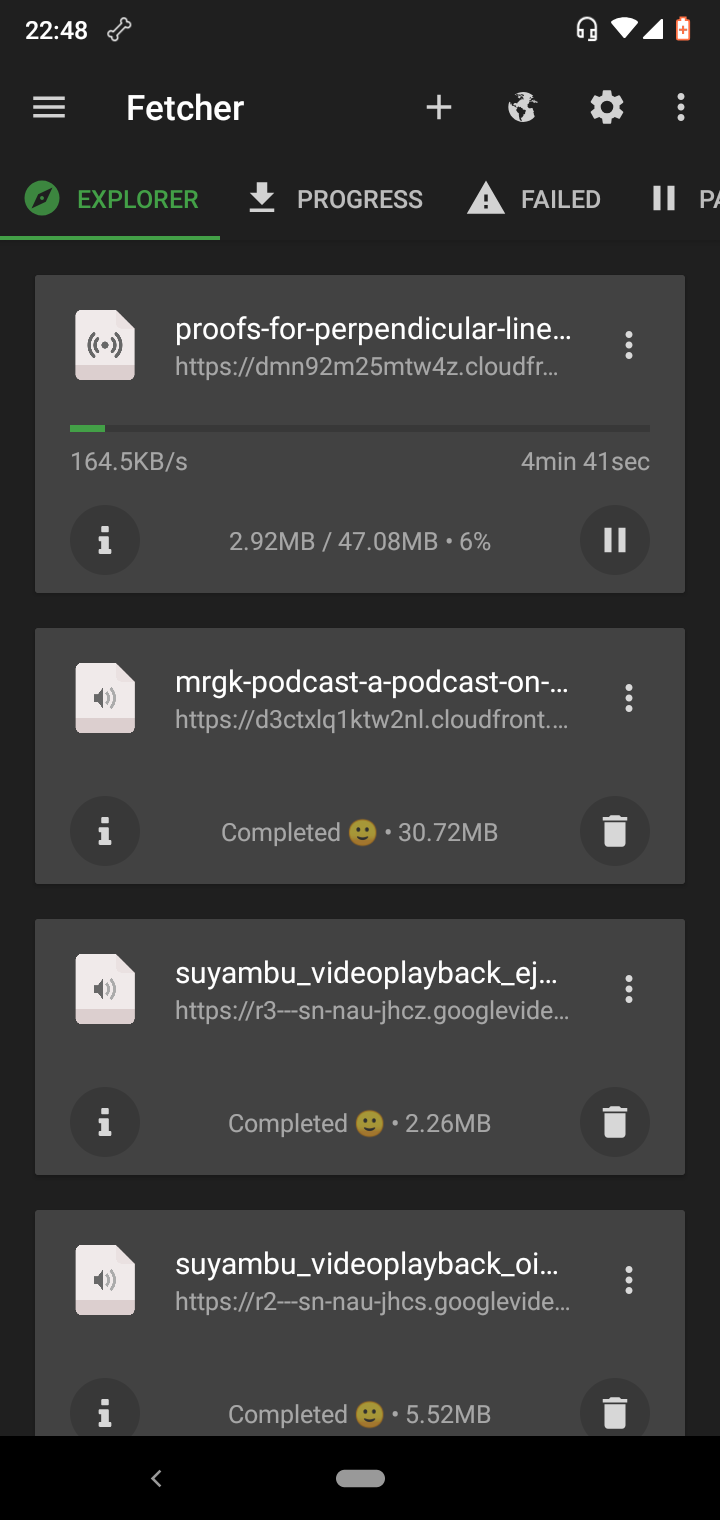 22:48
Fetcher
EXPLORER PROGRESS FAILED PA
proofs-for-perpendicular-line...
https://dmn92m25mtw4z.cloudfr...
164.5KB/s 4min 41sec
2.92MB / 47.08MB • 6%
mrgk-podcast-a-podcast-on-...
https://d3ctxlq1ktw2nl.cloudfront....
Completed 🙂 • 30.72MB
suyambu_videoplayback_ej...
https://r3---sn-nau-jhcz.googlevide...
Completed 🙂 • 2.26MB
suyambu_videoplayback_oi...
https://r2---sn-nau-jhcs.googlevide...
Completed 🙂 • 5.52MB